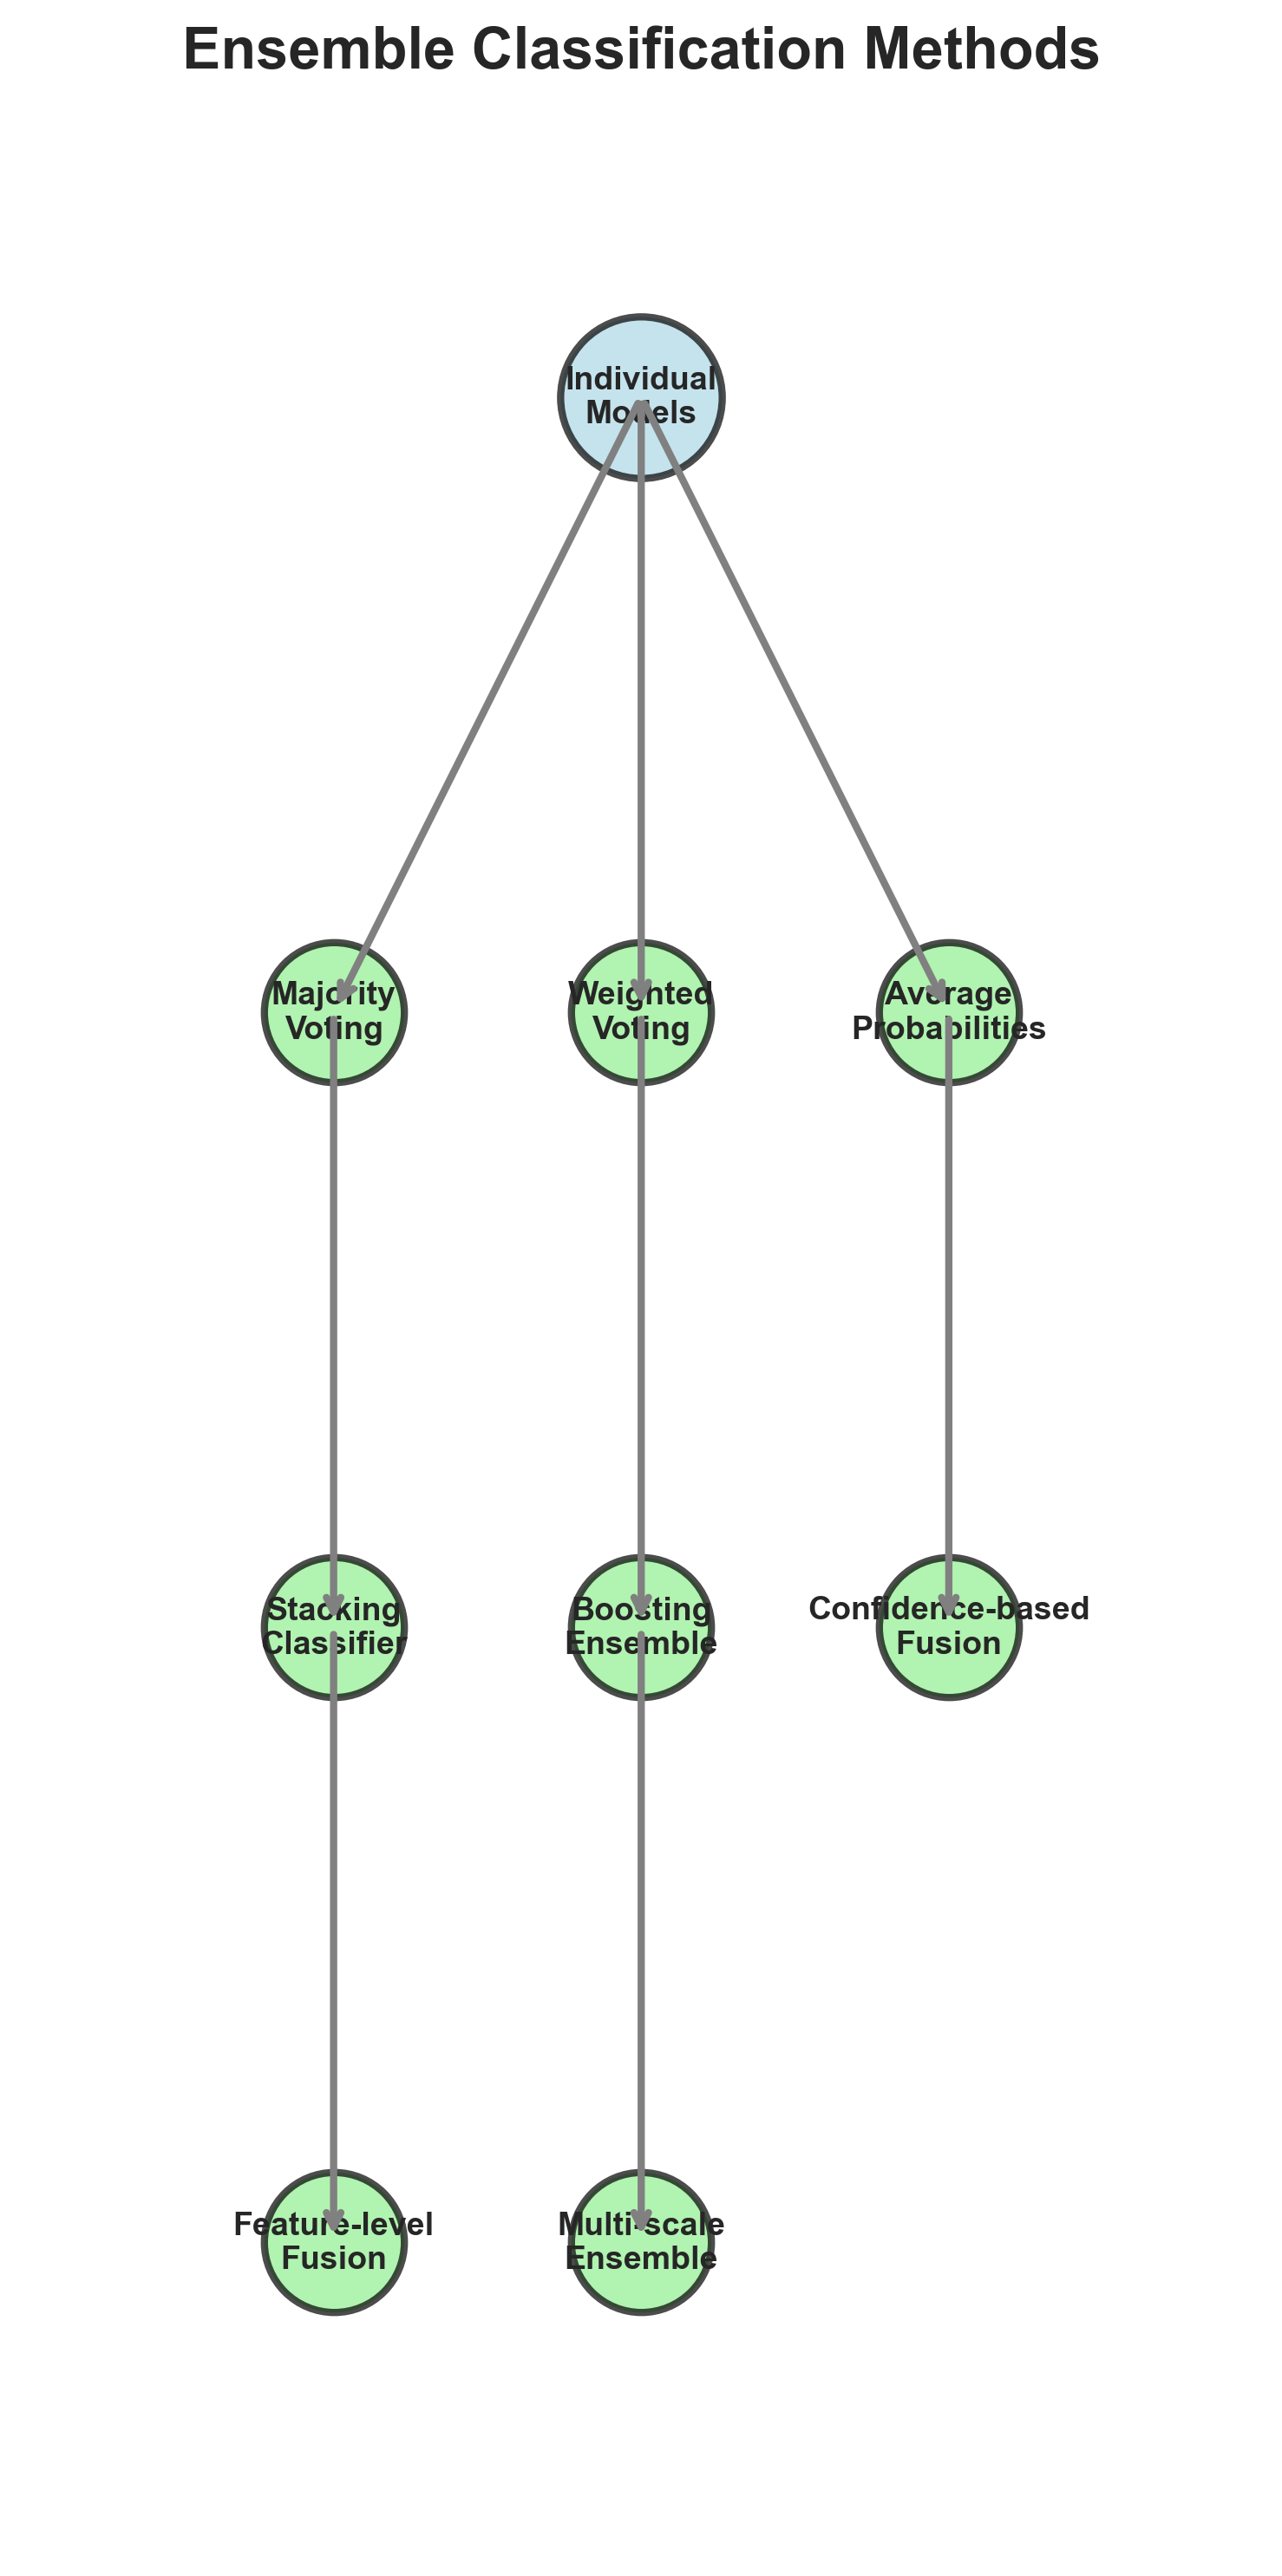 Ensemble Classification Methods
Individual
Models
Majority
Voting
Weighted
Voting
Average
Probabilities
Stacking
Classifier
Boosting
Ensemble
Confidence-based
Fusion
Feature-level
Fusion
Multi-scale
Ensemble